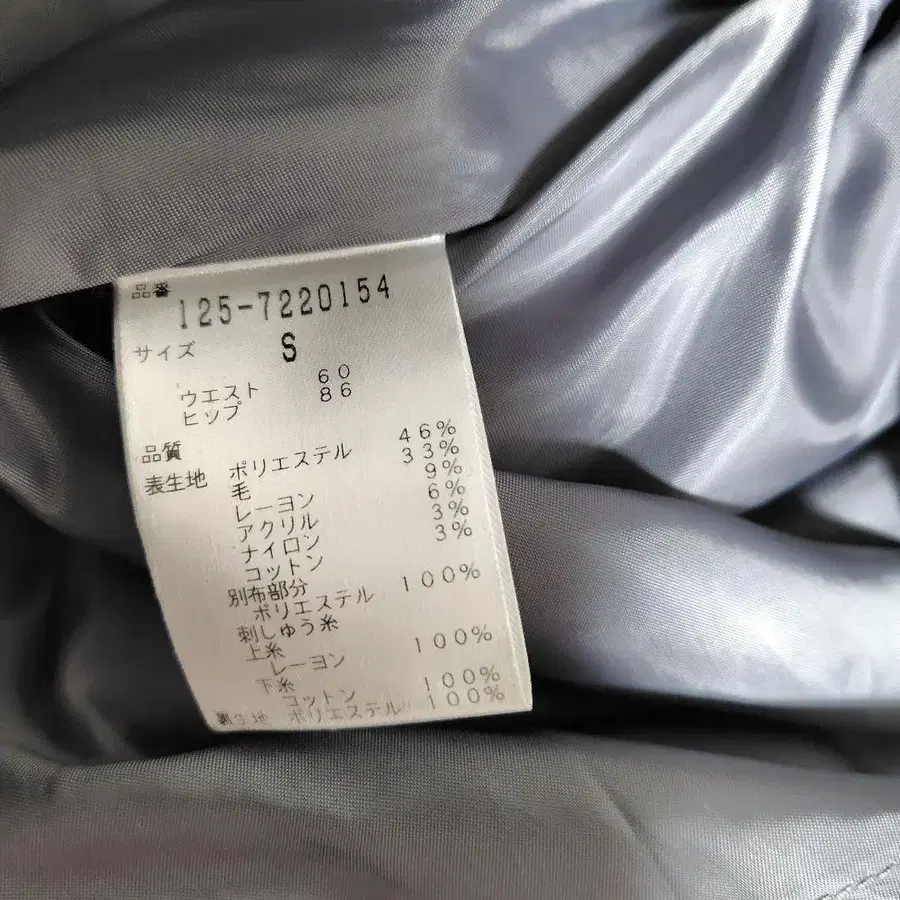 品番 125-7220154
サイズ S
ウエスト 60
ヒップ 86
品質
表生地 ポリエステル 46%
毛 33%
レーヨン 9%
アクリル 6%
ナイロン 3%
コットン 3%
別布部分
ポリエステル 100%
刺しゅう糸
上糸
レーヨン 100%
下糸
コットン 100%
裏生地 ポリエステル 100%